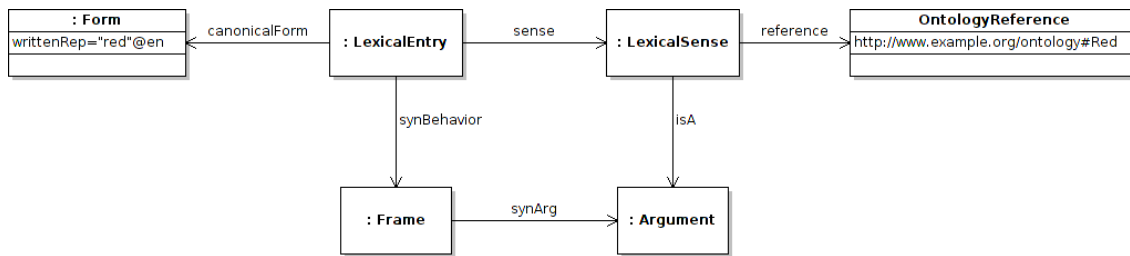 : Form
writtenRep="red"@en
canonicalForm
: LexicalEntry
sense
: LexicalSense
reference
OntologyReference
http://www.example.org/ontology#Red
synBehavior
isA
: Frame
synArg
: Argument